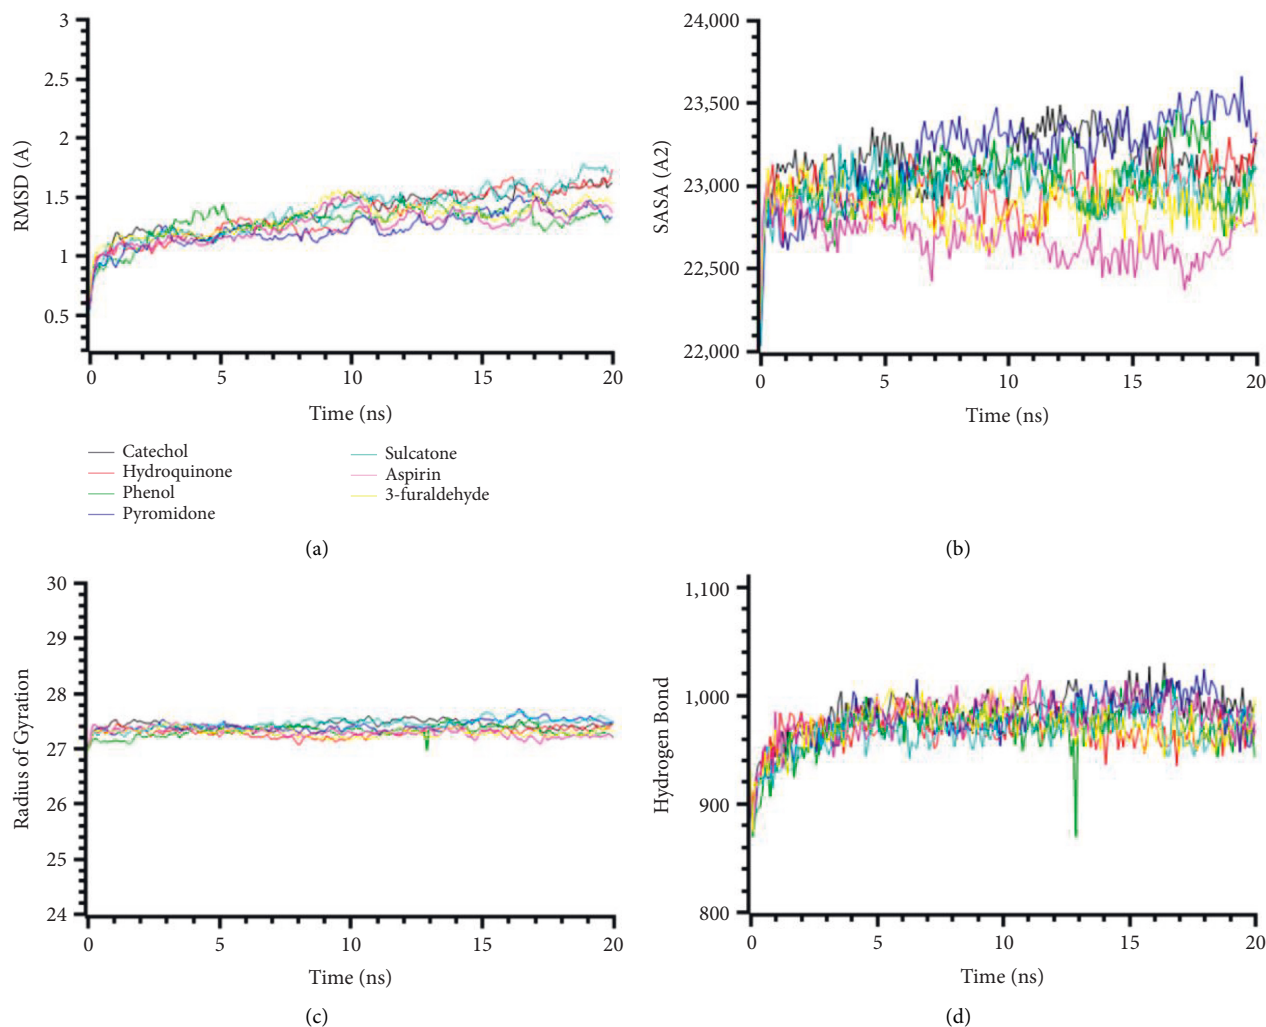 3
2.5
2
1.5
1
0.5
RMSD (A)
0 5 10 15 20
Time (ns)
24,000
23,500
23,000
22,500
22,000
SASA (A2)
0 5 10 15 20
Time (ns)
Catechol
Hydroquinone
Phenol
Pyromidone
Sulcatone
Aspirin
3-furaldehyde
(a)
(b)
30
29
28
27
26
25
24
Radius of Gyration
0 5 10 15 20
Time (ns)
(c)
1,100
1,000
900
800
Hydrogen Bond
0 5 10 15 20
Time (ns)
(d)